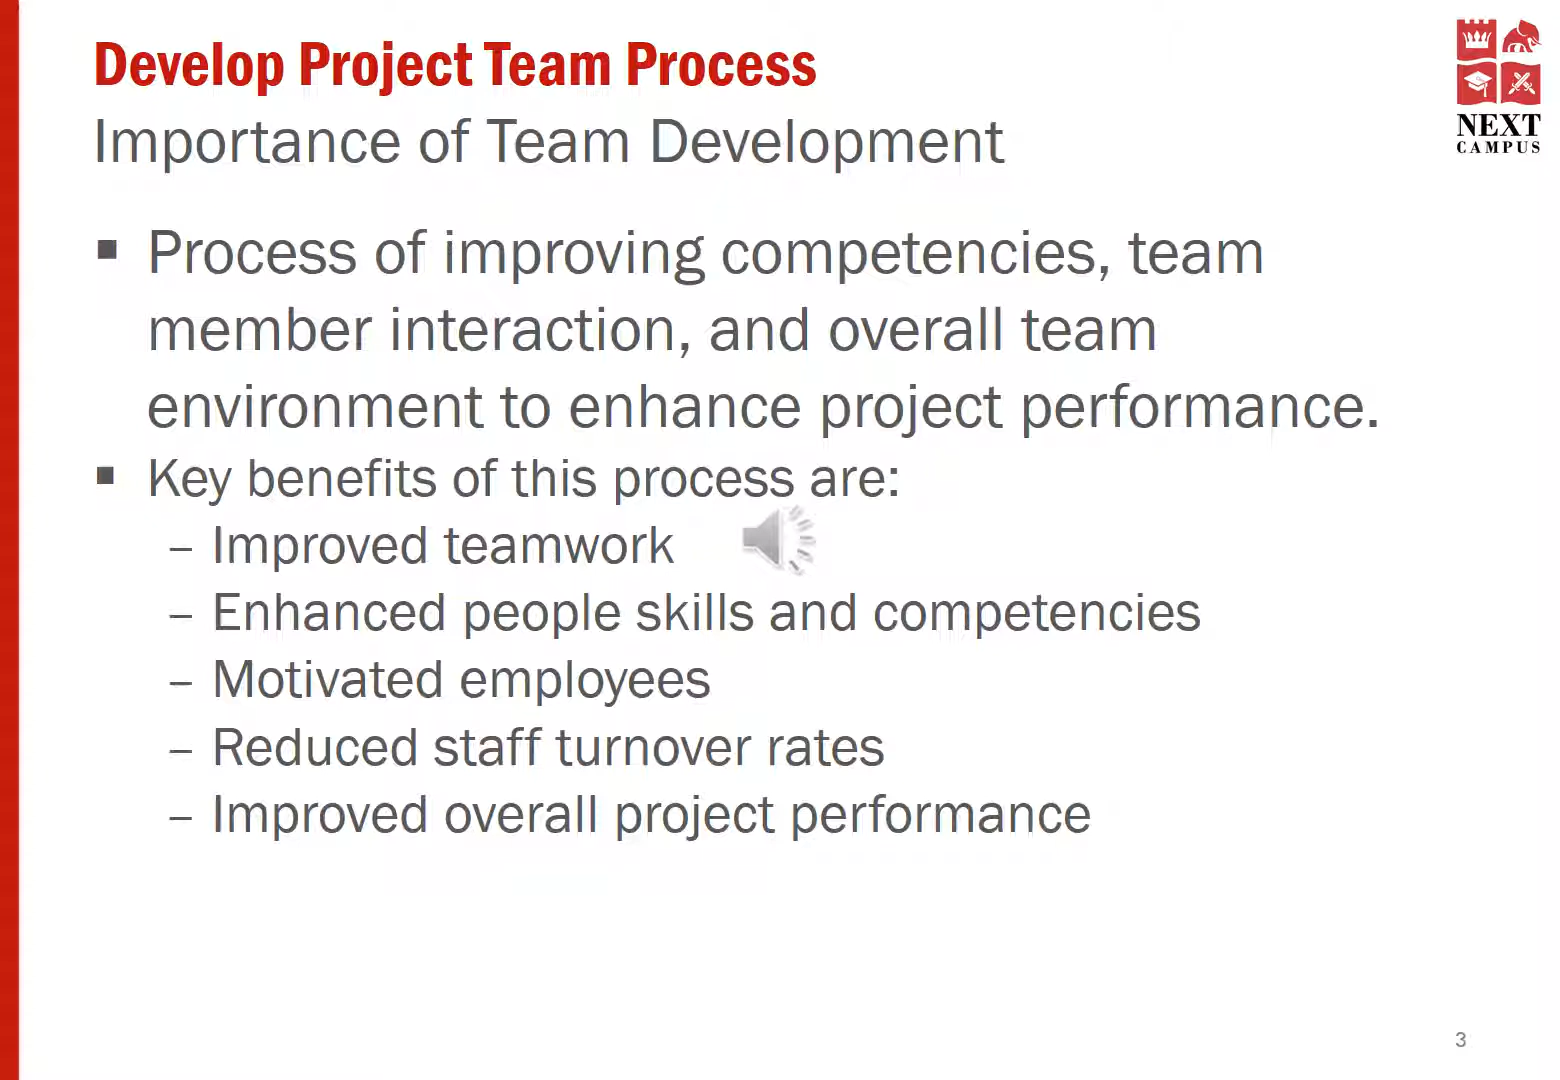 Develop Project Team Process
Importance of Team Development
NEXT
CAMPUS
▪ Process of improving competencies, team
member interaction, and overall team
environment to enhance project performance.
▪ Key benefits of this process are:
– Improved teamwork
– Enhanced people skills and competencies
– Motivated employees
– Reduced staff turnover rates
– Improved overall project performance
3